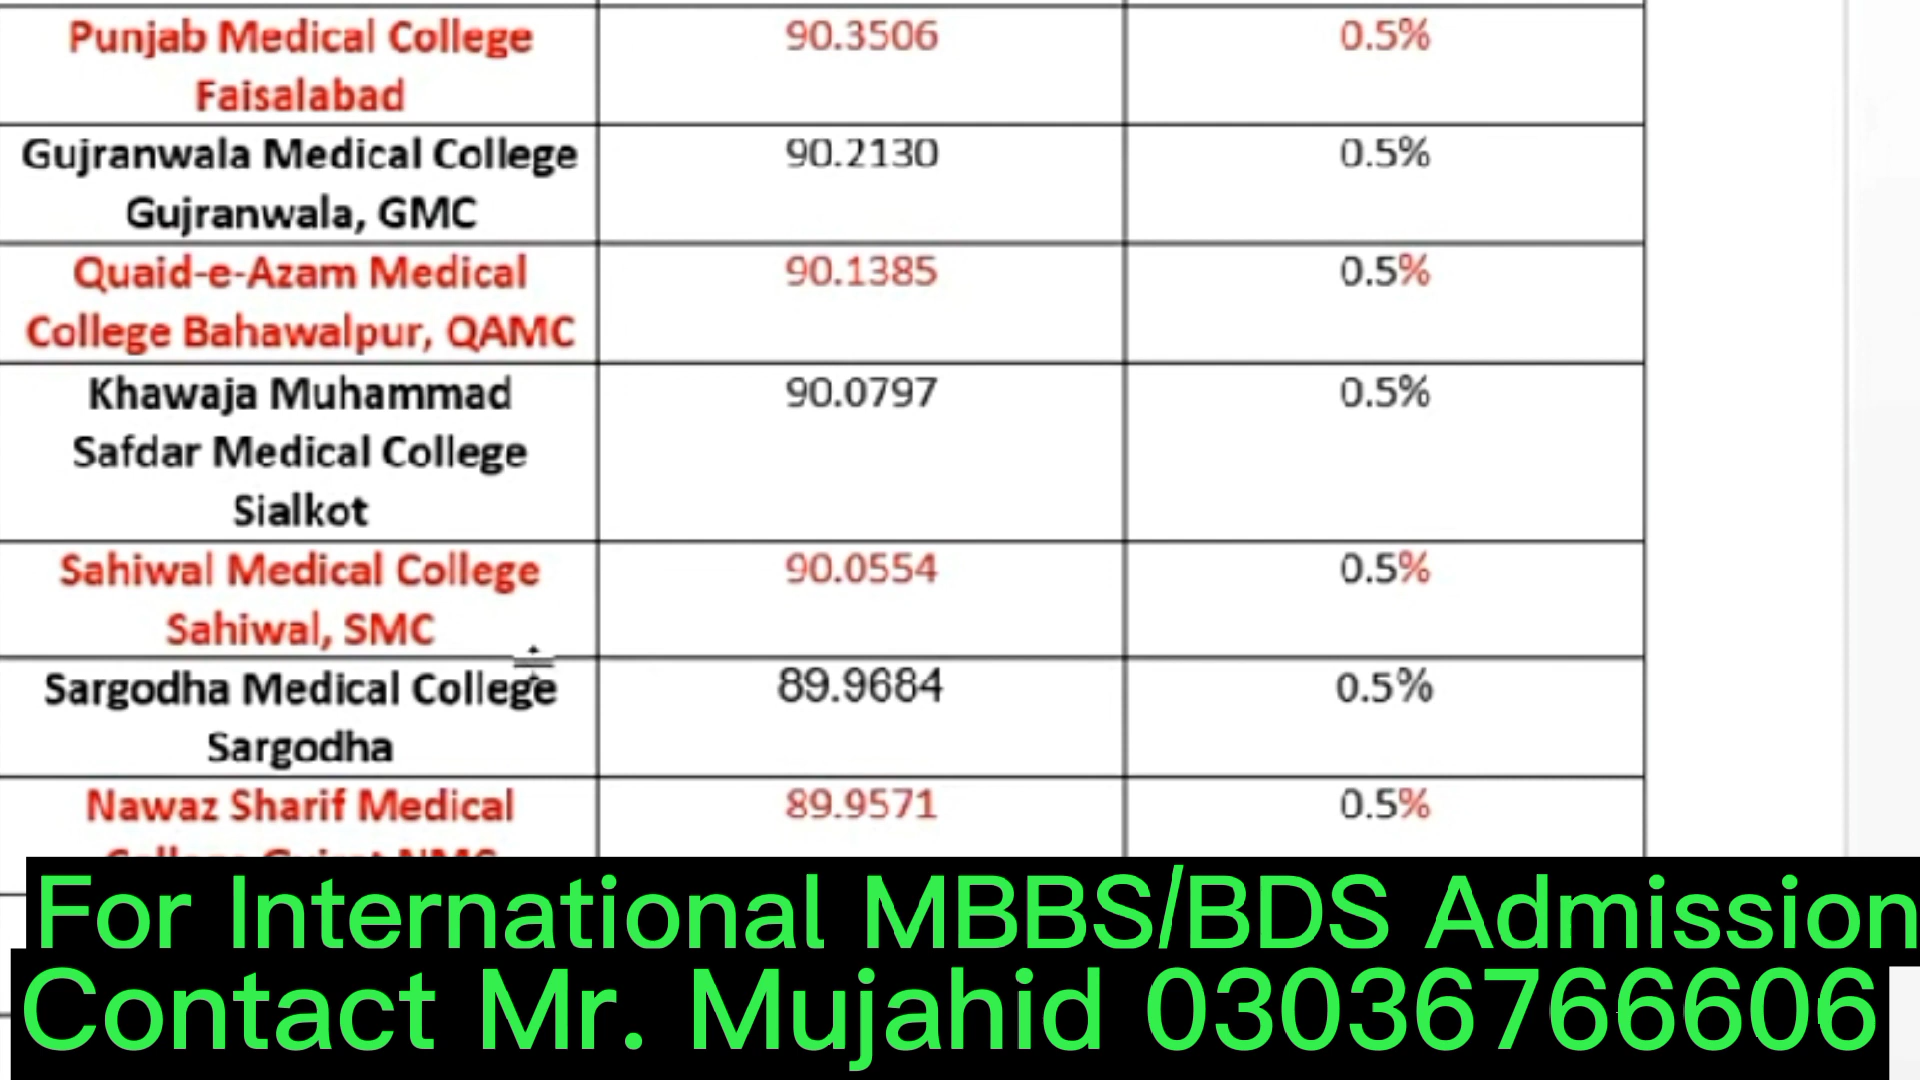 Punjab Medical College 90.3506 0.5%
Faisalabad
Gujranwala Medical College 90.2130 0.5%
Gujranwala, GMC
Quaid-e-Azam Medical 90.1385 0.5%
College Bahawalpur, QAMC
Khawaja Muhammad 90.0797 0.5%
Safdar Medical College
Sialkot
Sahiwal Medical College 90.0554 0.5%
Sahiwal, SMC
Sargodha Medical College 89.9684 0.5%
Sargodha
Nawaz Sharif Medical 89.9571 0.5%
For International MBBS/BDS Admission
Contact Mr. Mujahid 03036766606